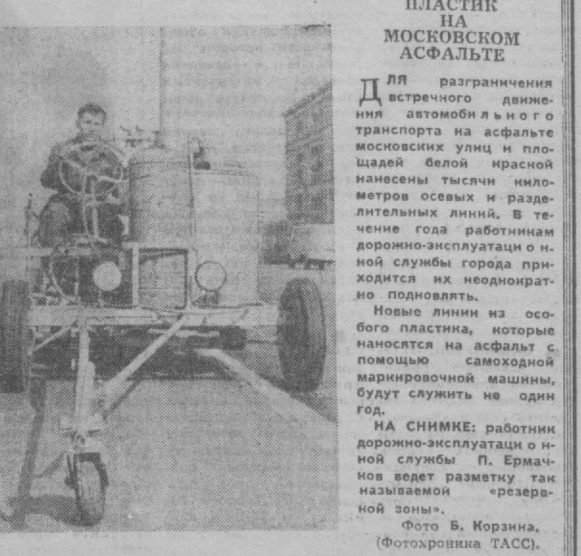 ПЛАСТИК
НА
МОСКОВСКОМ
АСФАЛЬТЕ
ДЛЯ разграничения
встречного движе-
ния автомобильного
транспорта на асфальте
московских улиц и пло-
щадей белой краской
нанесены тысячи кило-
метров осевых и разде-
лительных линий. В те-
чение года работникам
дорожно-эксплуатацион-
ной службы города при-
ходится их неоднократ-
но подновлять.
Новые линии из осо-
бого пластика, которые
наносятся на асфальт с
помощью самоходной
маркировочной машины,
будут служить не один
год.
НА СНИМКЕ: работник
дорожно-эксплуатацион-
ной службы П. Ермач-
нов ведет разметку так
называемой «резерв-
ной зоны».
Фото Б. Корзина.
(Фотохроника ТАСС).